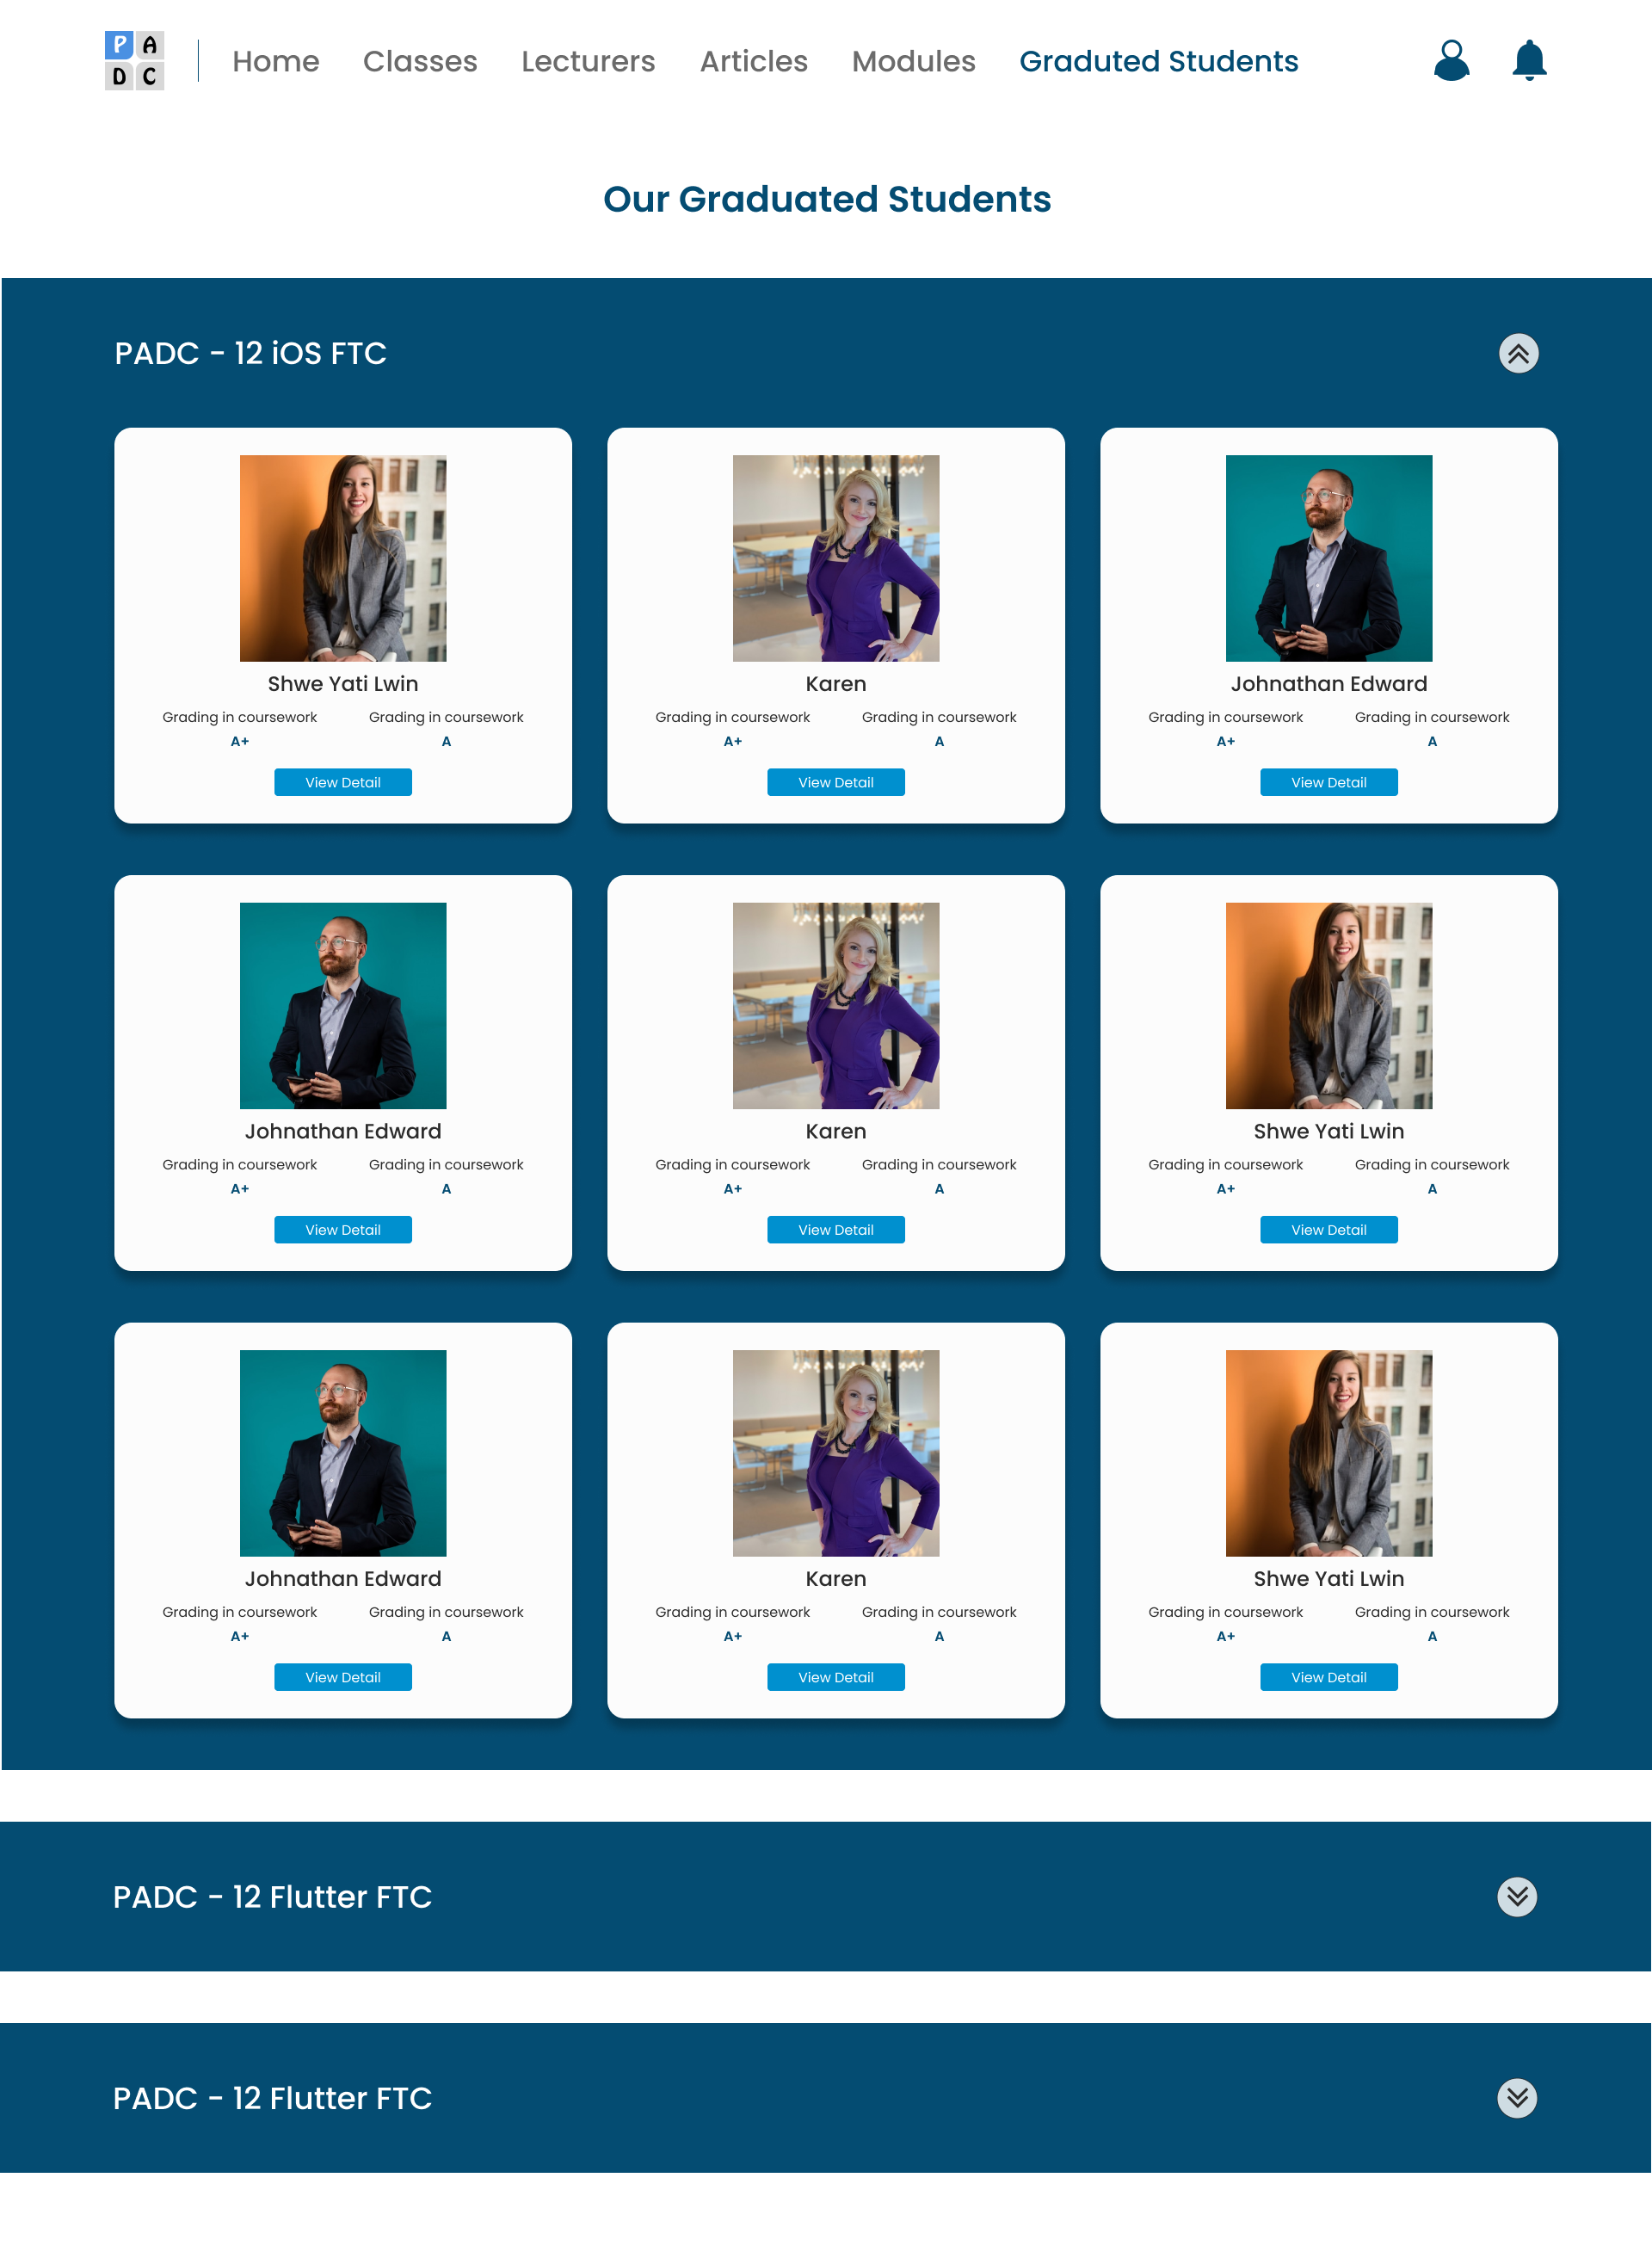 P A
D C
Home Classes Lecturers Articles Modules Graduted Students
Our Graduated Students
PADC - 12 iOS FTC
Shwe Yati Lwin
Grading in coursework Grading in coursework
A+ A
View Detail
Karen
Grading in coursework Grading in coursework
A+ A
View Detail
Johnathan Edward
Grading in coursework Grading in coursework
A+ A
View Detail
Johnathan Edward
Grading in coursework Grading in coursework
A+ A
View Detail
Karen
Grading in coursework Grading in coursework
A+ A
View Detail
Shwe Yati Lwin
Grading in coursework Grading in coursework
A+ A
View Detail
Johnathan Edward
Grading in coursework Grading in coursework
A+ A
View Detail
Karen
Grading in coursework Grading in coursework
A+ A
View Detail
Shwe Yati Lwin
Grading in coursework Grading in coursework
A+ A
View Detail
PADC - 12 Flutter FTC
PADC - 12 Flutter FTC